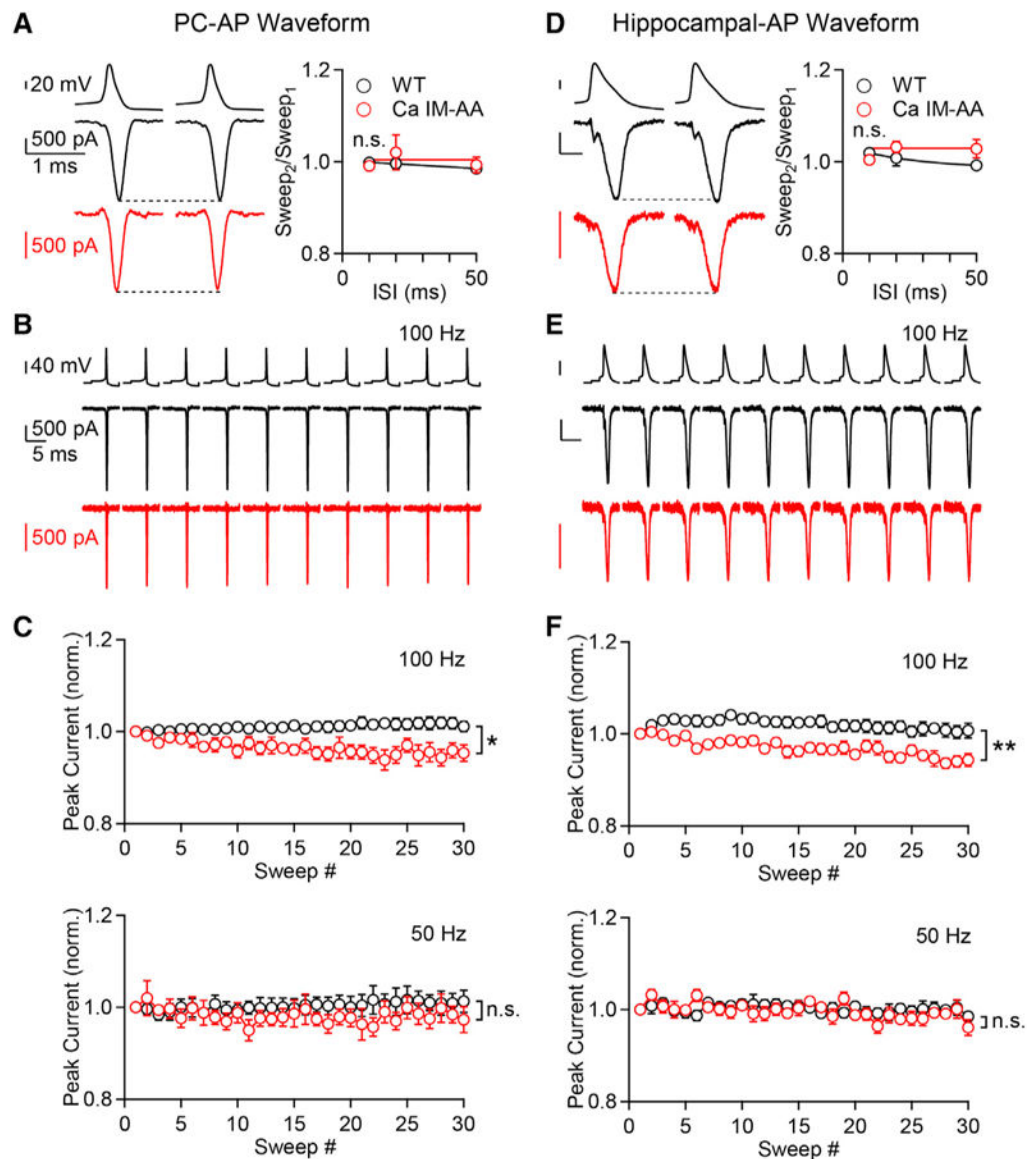 A PC-AP Waveform
20 mV
500 pA
1 ms
500 pA
1.2
1.0
0.8
Sweep2/Sweep1
WT
Ca IM-AA
n.s.
0 50
ISI (ms)
D Hippocampal-AP Waveform
1.2
1.0
0.8
Sweep2/Sweep1
WT
Ca IM-AA
n.s.
0 50
ISI (ms)
B 100 Hz
40 mV
500 pA
5 ms
500 pA
E 100 Hz
C
100 Hz
1.2
1.0
0.8
Peak Current (norm.)
*
0 5 10 15 20 25 30
Sweep #
50 Hz
1.2
1.0
0.8
Peak Current (norm.)
n.s.
0 5 10 15 20 25 30
Sweep #
F
100 Hz
1.2
1.0
0.8
Peak Current (norm.)
**
0 5 10 15 20 25 30
Sweep #
50 Hz
1.2
1.0
0.8
Peak Current (norm.)
n.s.
0 5 10 15 20 25 30
Sweep #